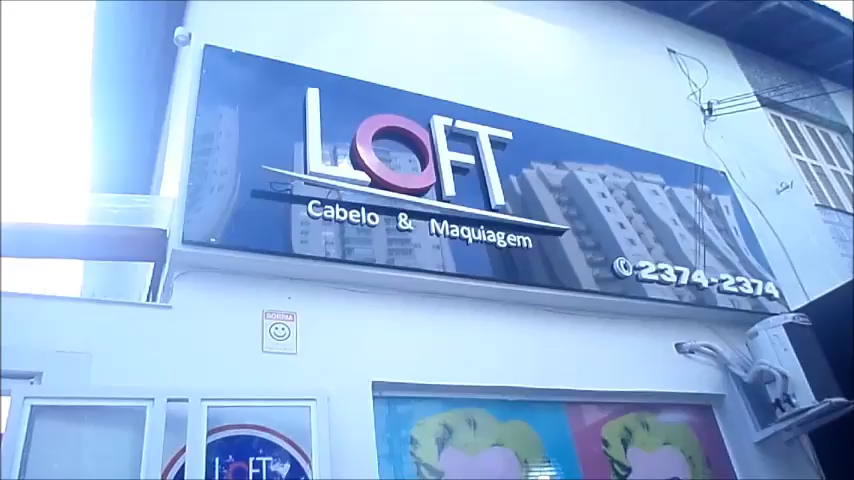 LOFT
Cabelo & Maquiagem
2374-2374
SORRIA
LOFT